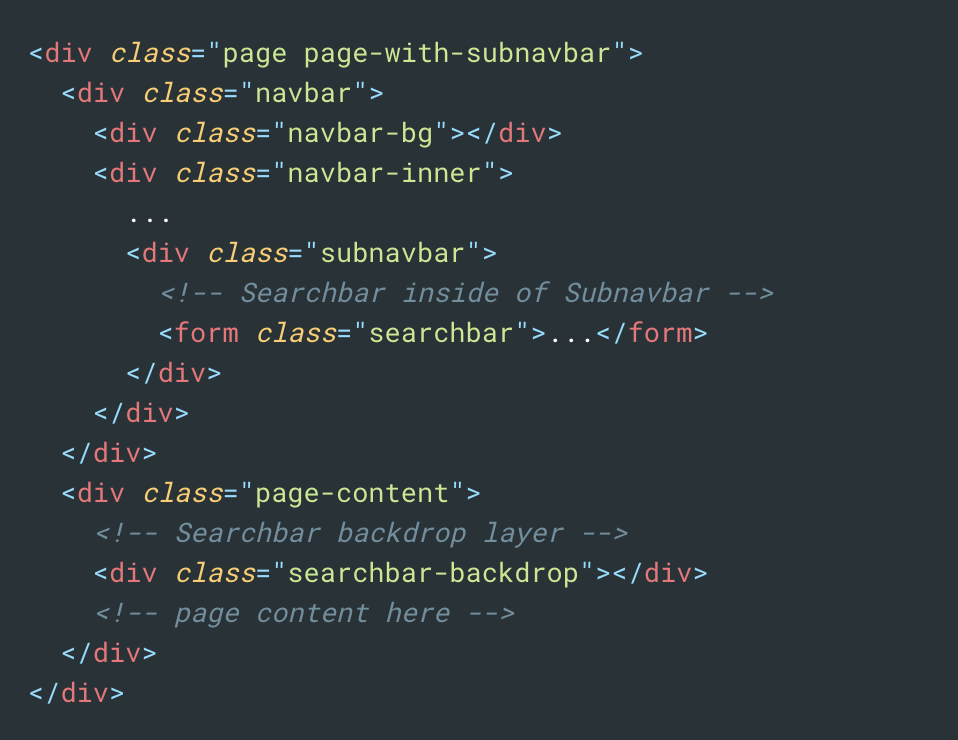 <div class="page page-with-subnavbar">
  <div class="navbar">
    <div class="navbar-bg"></div>
    <div class="navbar-inner">
      ...
      <div class="subnavbar">
        <!-- Searchbar inside of Subnavbar -->
        <form class="searchbar">...</form>
      </div>
    </div>
  </div>
  <div class="page-content">
    <!-- Searchbar backdrop layer -->
    <div class="searchbar-backdrop"></div>
    <!-- page content here -->
  </div>
</div>